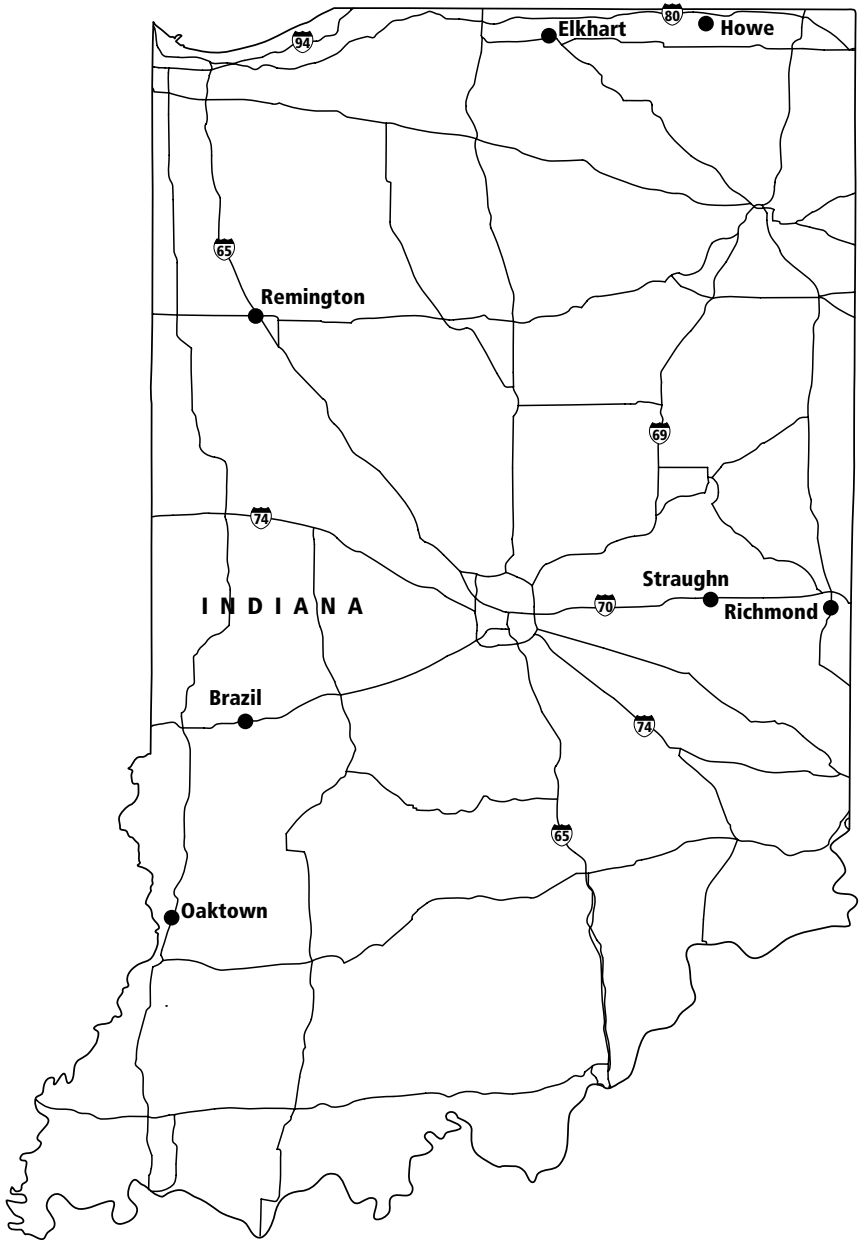 80
Elkhart
Howe
94
65
Remington
69
74
Straughn
70
INDIANA
Richmond
Brazil
74
65
Oaktown